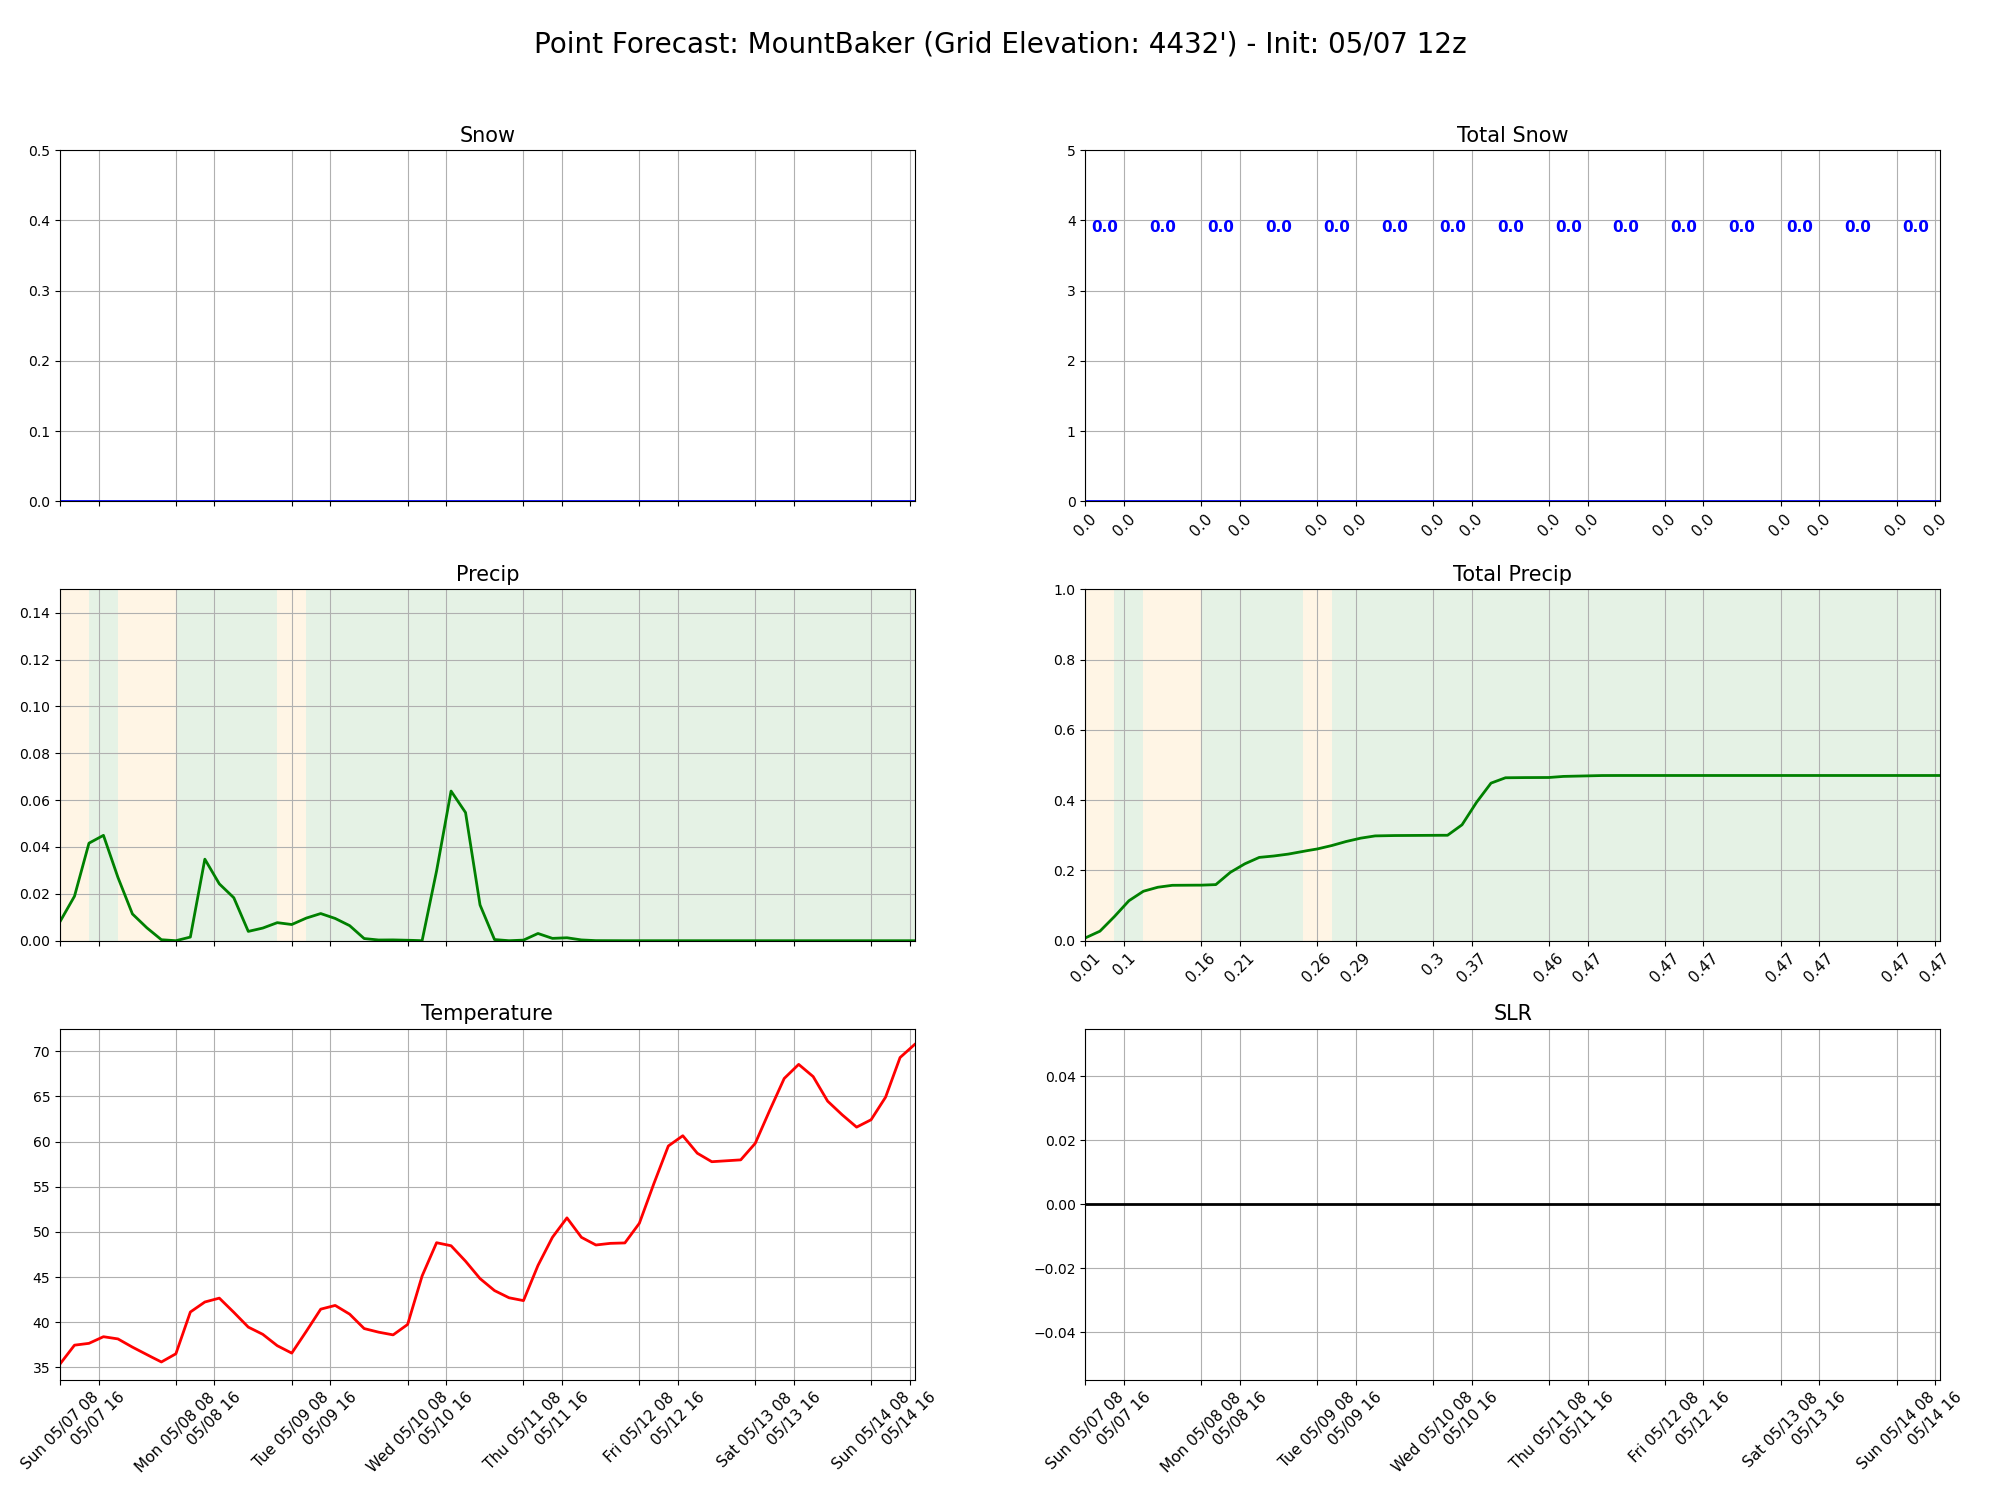 Point Forecast: MountBaker (Grid Elevation: 4432') - Init: 05/07 12z
Snow
0.5
0.4
0.3
0.2
0.1
0.0
Total Snow
5
4
3
2
1
0
0.0 0.0 0.0 0.0 0.0 0.0 0.0 0.0 0.0 0.0 0.0 0.0 0.0 0.0 0.0
0.0 0.0 0.0 0.0 0.0 0.0 0.0 0.0 0.0 0.0 0.0 0.0 0.0 0.0 0.0 0.0
Precip
0.14
0.12
0.10
0.08
0.06
0.04
0.02
0.00
Total Precip
1.0
0.8
0.6
0.4
0.2
0.0
0.01 0.1 0.16 0.21 0.26 0.29 0.3 0.37 0.46 0.47 0.47 0.47 0.47 0.47 0.47 0.47
Temperature
70
65
60
55
50
45
40
35
Sun 05/07 08
05/07 16
Mon 05/08 08
05/08 16
Tue 05/09 08
05/09 16
Wed 05/10 08
05/10 16
Thu 05/11 08
05/11 16
Fri 05/12 08
05/12 16
Sat 05/13 08
05/13 16
Sun 05/14 08
05/14 16
SLR
0.04
0.02
0.00
−0.02
−0.04
Sun 05/07 08
05/07 16
Mon 05/08 08
05/08 16
Tue 05/09 08
05/09 16
Wed 05/10 08
05/10 16
Thu 05/11 08
05/11 16
Fri 05/12 08
05/12 16
Sat 05/13 08
05/13 16
Sun 05/14 08
05/14 16